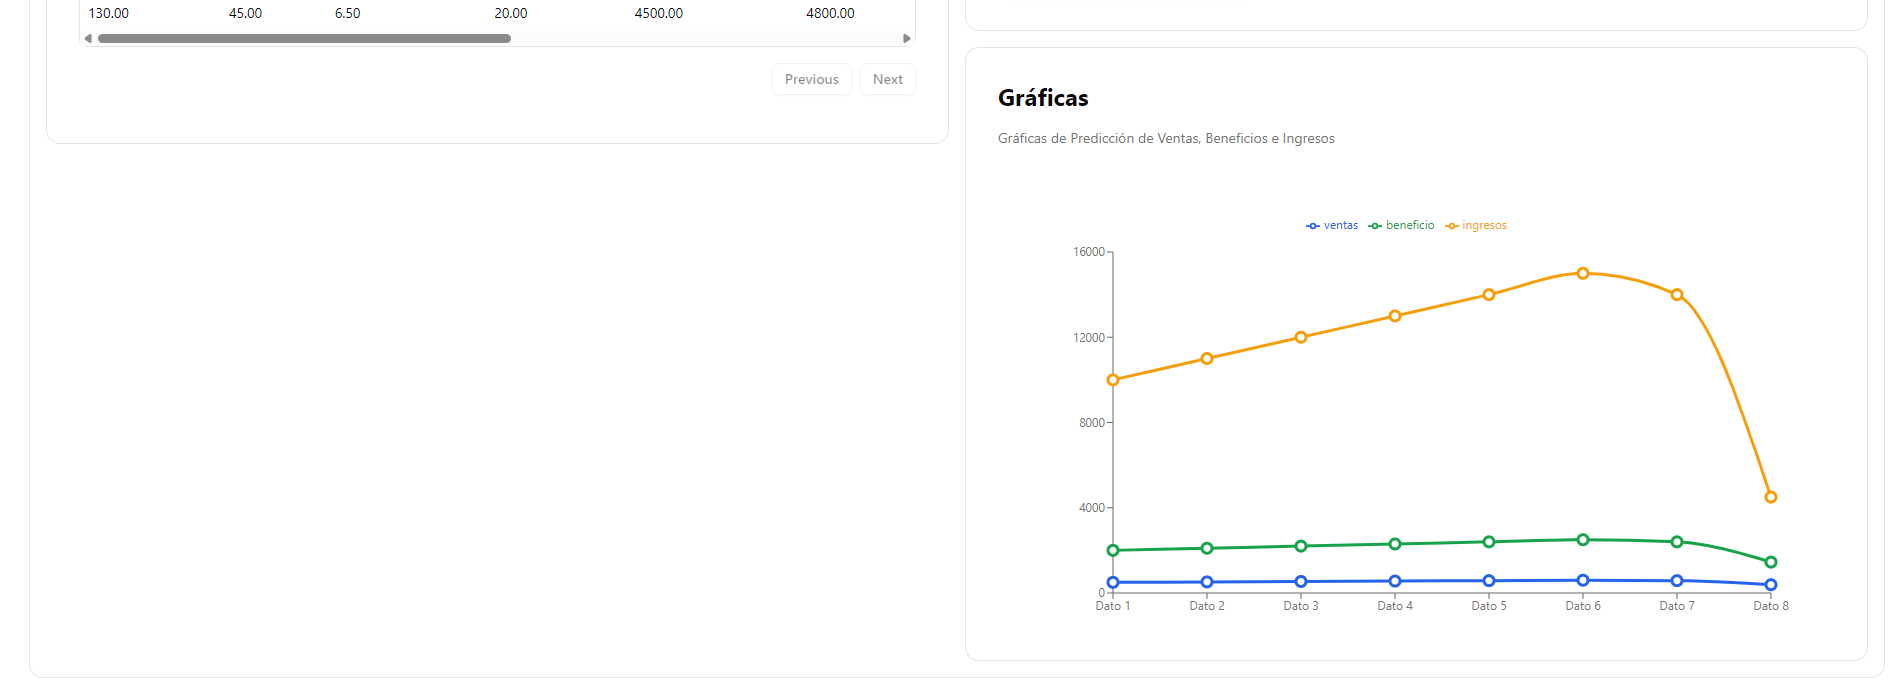 130.00 45.00 6.50 20.00 4500.00 4800.00
Previous Next
Gráficas
Gráficas de Predicción de Ventas, Beneficios e Ingresos
ventas beneficio ingresos
16000
12000
8000
4000
0
Dato 1 Dato 2 Dato 3 Dato 4 Dato 5 Dato 6 Dato 7 Dato 8